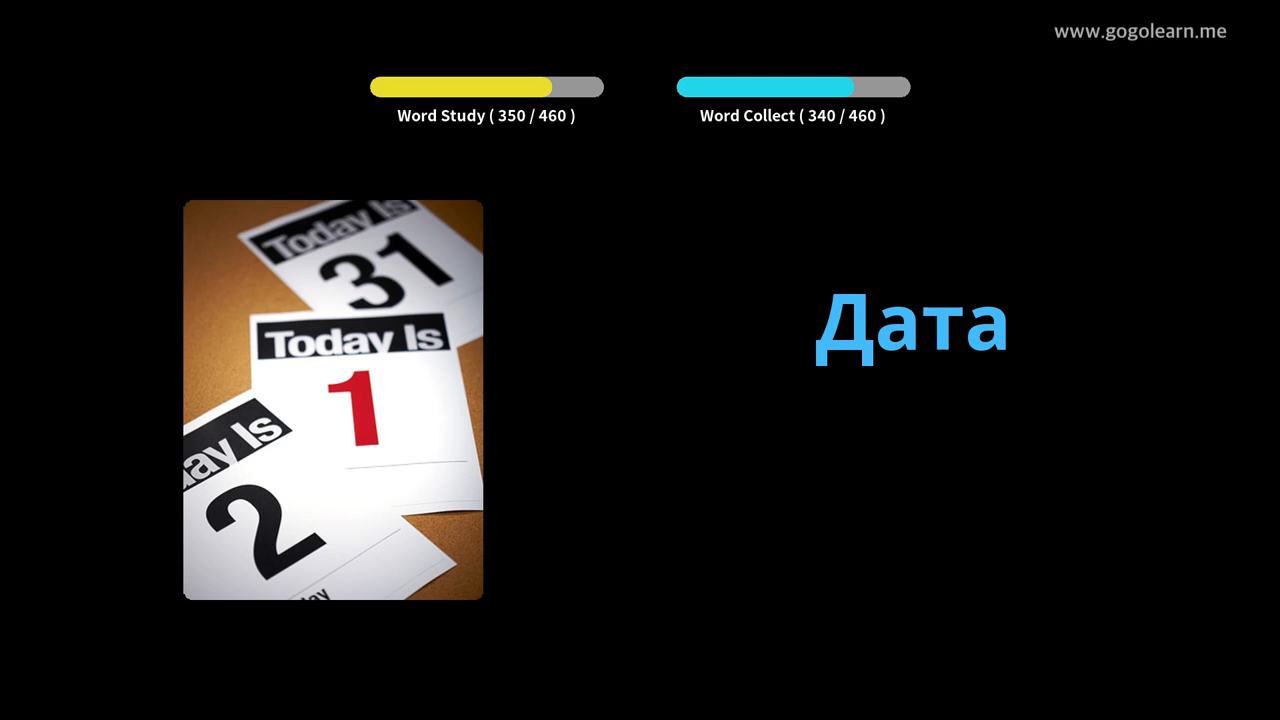 www.gogolearn.me
Word Study ( 350 / 460 )
Word Collect ( 340 / 460 )
Today Is
31
Today Is
1
ay Is
2
Дата